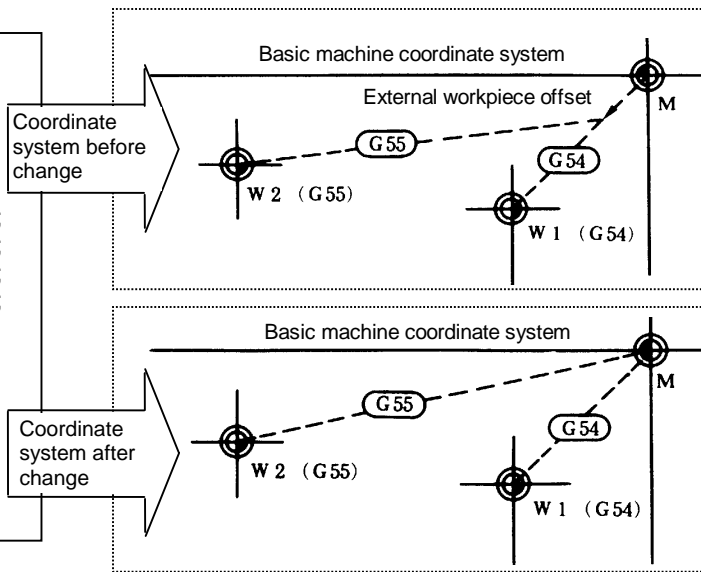 Basic machine coordinate system
External workpiece offset
M
Coordinate
system before
change
G55
G54
W2 (G55)
W1 (G54)
Basic machine coordinate system
M
G55
G54
Coordinate
system after
change
W2 (G55)
W1 (G54)